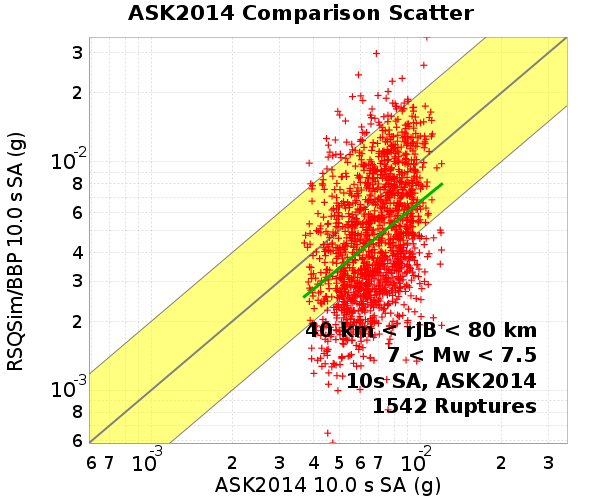 ASK2014 Comparison Scatter
RSQSim/BBP 10.0 s SA (g)
3
2
10-2
8
6
4
3
2
10-3
8
6
40 km < rJB < 80 km
7 < Mw < 7.5
10s SA, ASK2014
1542 Ruptures
6 7 10-3 2 3 4 5 6 7 10-2 2 3
ASK2014 10.0 s SA (g)